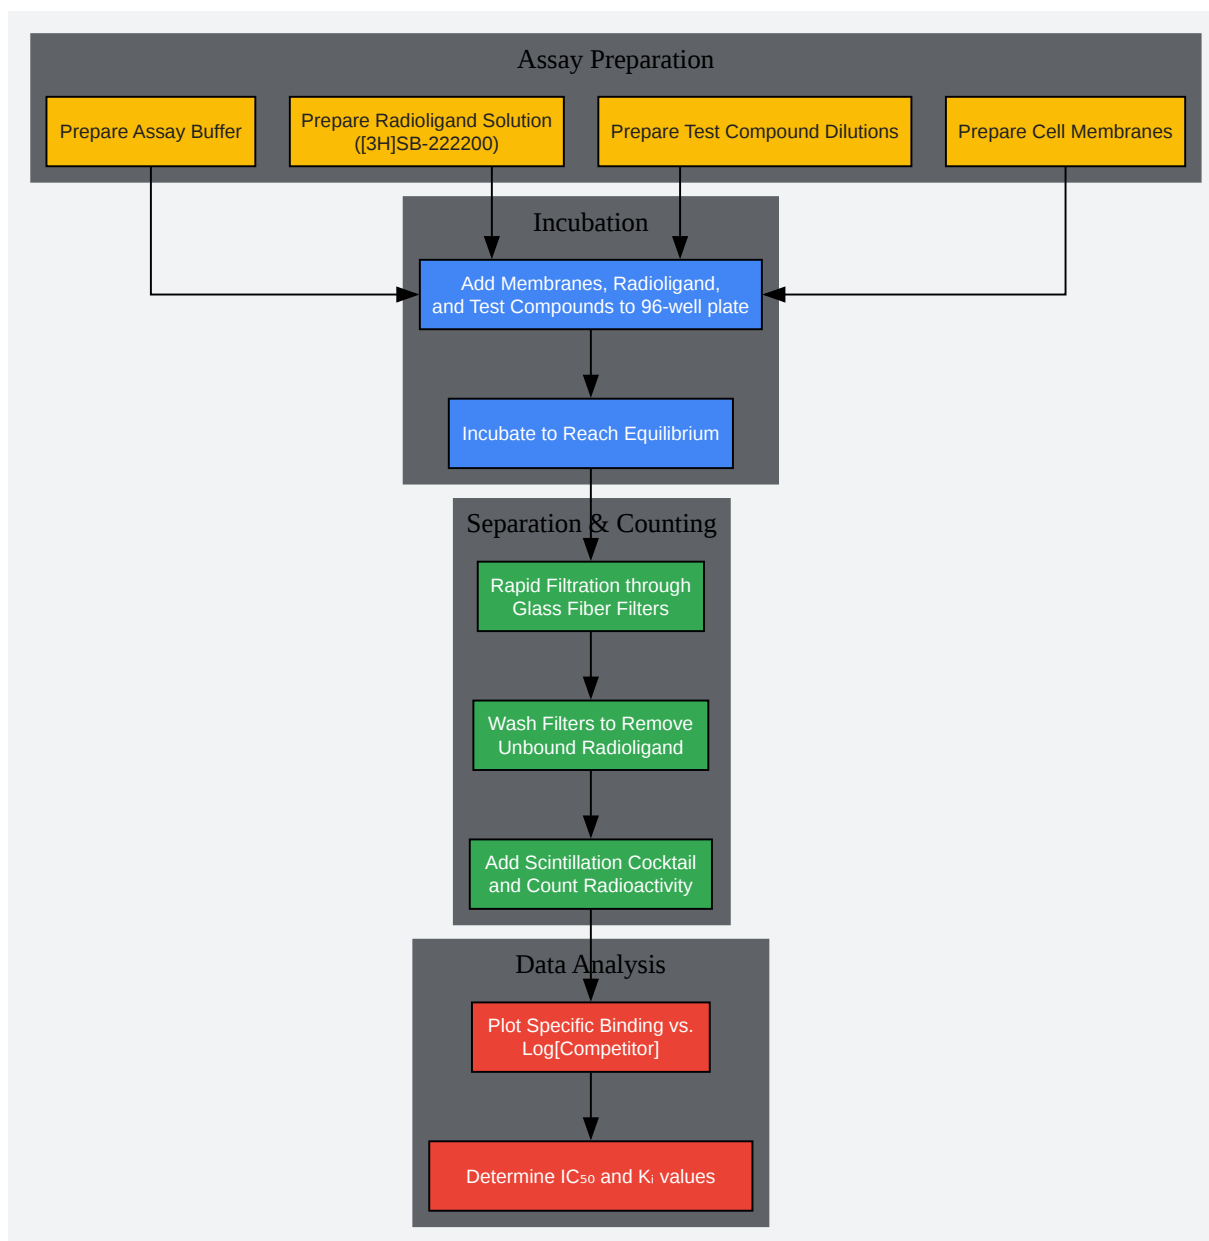 Assay Preparation
Prepare Assay Buffer
Prepare Radioligand Solution
([3H]SB-222200)
Prepare Test Compound Dilutions
Prepare Cell Membranes
Incubation
Add Membranes, Radioligand,
and Test Compounds to 96-well plate
Incubate to Reach Equilibrium
Separation & Counting
Rapid Filtration through
Glass Fiber Filters
Wash Filters to Remove
Unbound Radioligand
Add Scintillation Cocktail
and Count Radioactivity
Data Analysis
Plot Specific Binding vs.
Log[Competitor]
Determine IC₅₀ and Kᵢ values